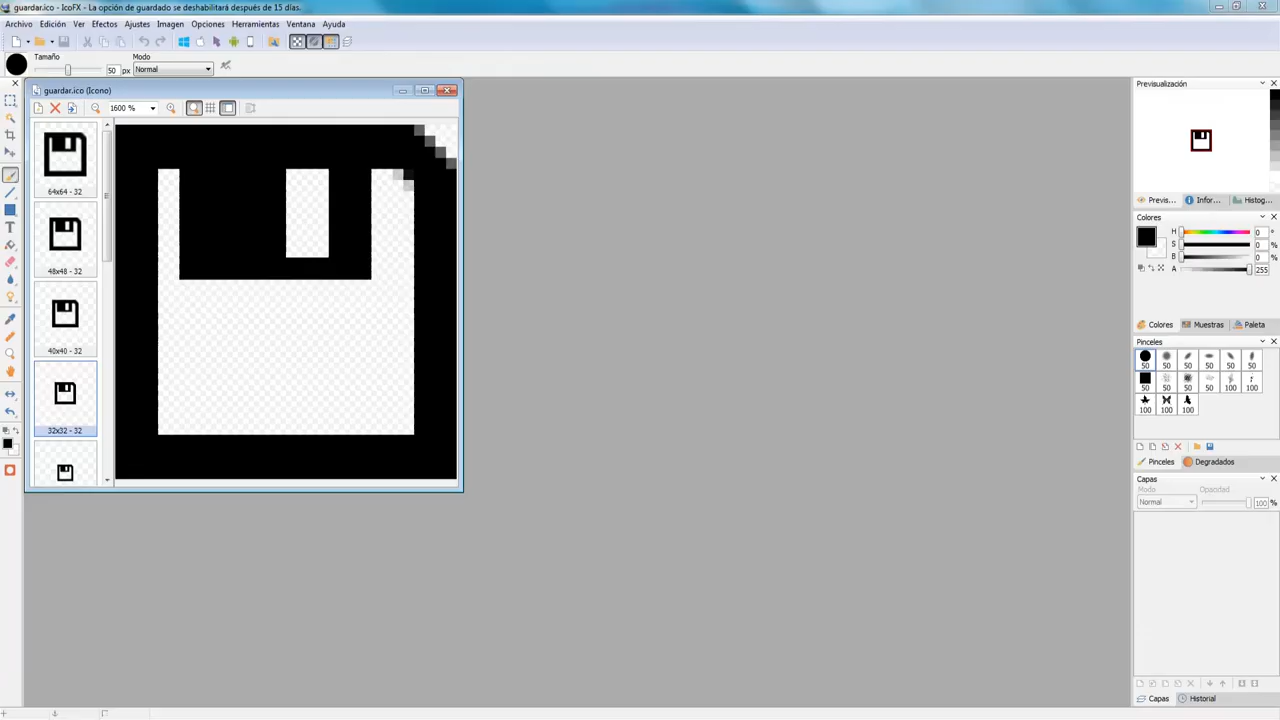 guardar.ico - IcoFX - La opción de guardado se deshabilitará después de 15 días.
Archivo Edición Ver Efectos Ajustes Imagen Opciones Herramientas Ventana Ayuda
Tamaño Modo
50 px Normal
guardar.ico (Icono)
1600 %
64x64 - 32
48x48 - 32
40x40 - 32
32x32 - 32
Previsualización
Previs... Infor... Histog...
Colores
H 0 °
S 0 %
B 0 %
A 255
Colores Muestras Paleta
Pinceles
50 50 50 50 50 50
50 50 50 50 100 100
100 100 100
Pinceles Degradados
Capas
Modo Opacidad
Normal 100 %
Capas Historial